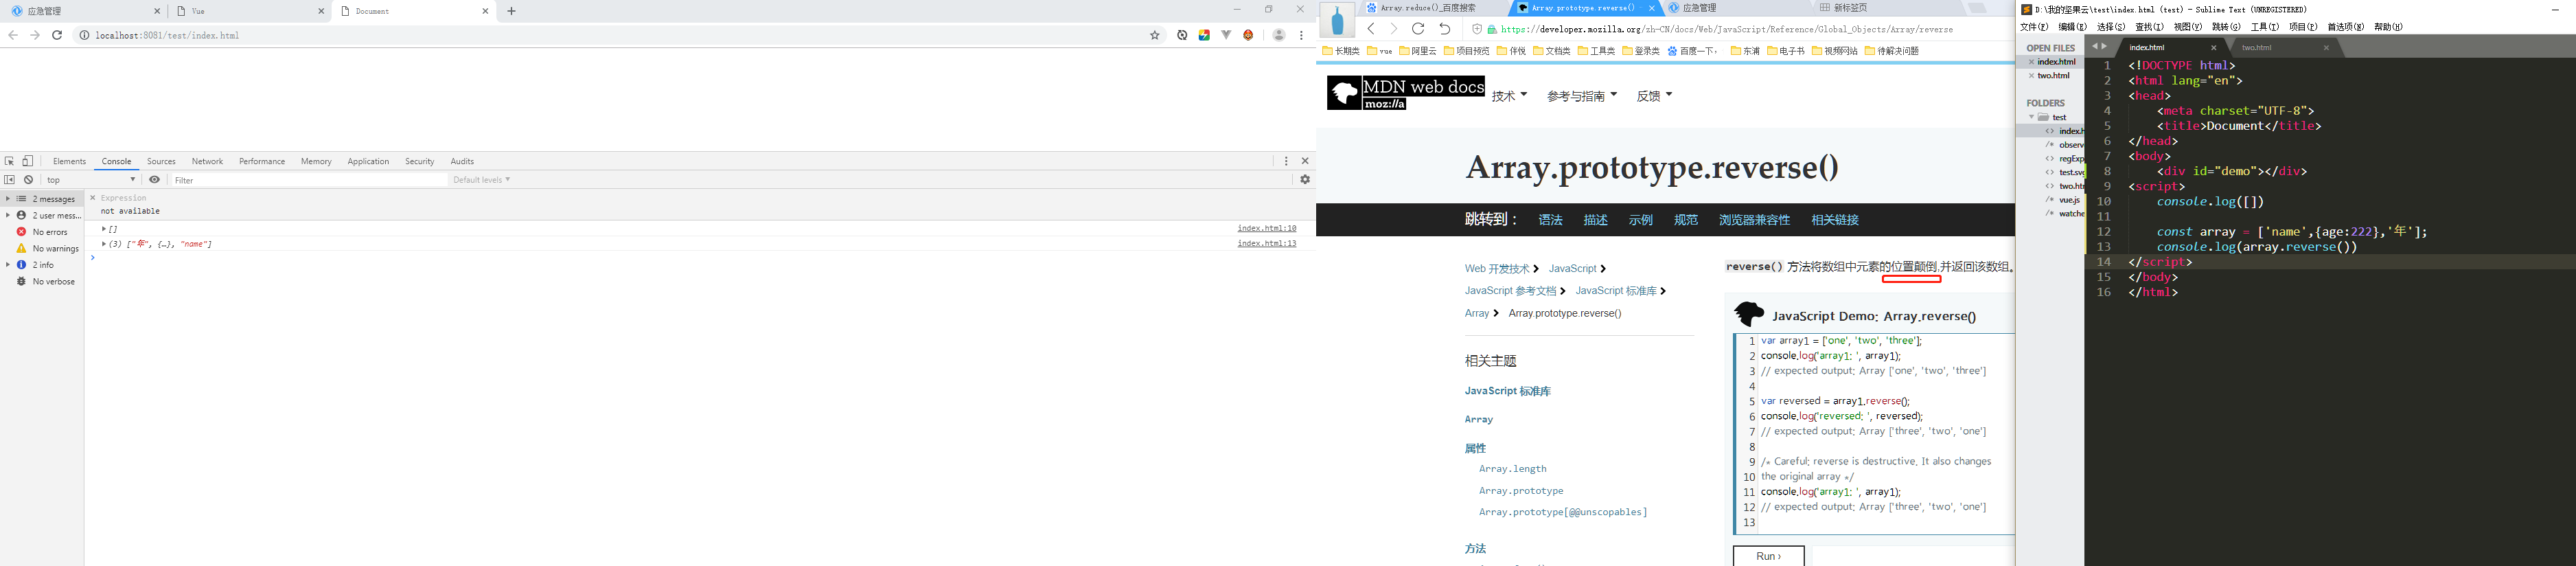 应急管理
Vue
Document
localhost:8081/test/index.html
Elements
Console
Sources
Network
Performance
Memory
Application
Security
Audits
top
Filter
Default levels
2 messages
2 user mess...
No errors
No warnings
2 info
No verbose
Expression
not available
[]
index.html:10
(3) ["年", {…}, "name"]
index.html:13
Array.reduce()_百度搜索
Array.prototype.reverse()
应急管理
新标签页
https://developer.mozilla.org/zh-CN/docs/Web/JavaScript/Reference/Global_Objects/Array/reverse
长期类
vue
阿里云
项目预览
伴悦
文档类
工具类
登录类
百度一下,
东浦
电子书
视频网站
待解决问题
MDN web docs
moz://a
技术
参考与指南
反馈
Array.prototype.reverse()
跳转到：
语法
描述
示例
规范
浏览器兼容性
相关链接
Web 开发技术
JavaScript
JavaScript 参考文档
JavaScript 标准库
Array
Array.prototype.reverse()
相关主题
JavaScript 标准库
Array
属性
Array.length
Array.prototype
Array.prototype[@@unscopables]
方法
reverse() 方法将数组中元素的位置颠倒,并返回该数组。
JavaScript Demo: Array.reverse()
1 var array1 = ['one', 'two', 'three'];
2 console.log('array1: ', array1);
3 // expected output: Array ['one', 'two', 'three']
4
5 var reversed = array1.reverse();
6 console.log('reversed: ', reversed);
7 // expected output: Array ['three', 'two', 'one']
8
9 /* Careful: reverse is destructive. It also changes
10 the original array */
11 console.log('array1: ', array1);
12 // expected output: Array ['three', 'two', 'one']
13
Run ›
D:\我的坚果云\test\index.html (test) - Sublime Text (UNREGISTERED)
文件(F)
编辑(E)
选择(S)
查找(I)
视图(V)
跳转(G)
工具(T)
项目(P)
首选项(N)
帮助(H)
OPEN FILES
index.html
two.html
FOLDERS
test
index.h
observ
regExp
test.svg
two.ht
vue.js
watche
index.html
two.html
1 <!DOCTYPE html>
2 <html lang="en">
3 <head>
4 <meta charset="UTF-8">
5 <title>Document</title>
6 </head>
7 <body>
8 <div id="demo"></div>
9 <script>
10 console.log([])
11
12 const array = ['name',{age:222},'年'];
13 console.log(array.reverse())
14 </script>
15 </body>
16 </html>